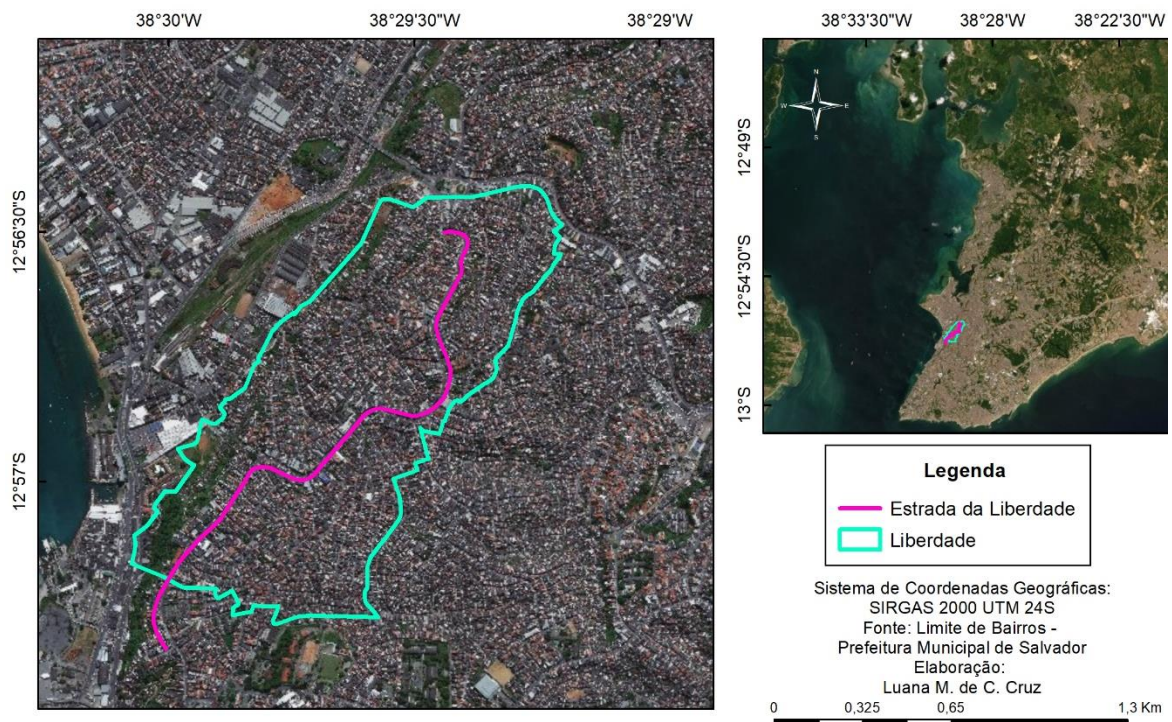 38°30'W 38°29'30"W 38°29'W
38°33'30"W 38°28'W 38°22'30"W
12°56'30"S
12°57'S
N
W E
S
12°49'S
12°54'30"S
13°S
Legenda
Estrada da Liberdade
Liberdade
Sistema de Coordenadas Geográficas:
SIRGAS 2000 UTM 24S
Fonte: Limite de Bairros -
Prefeitura Municipal de Salvador
Elaboração:
Luana M. de C. Cruz
0 0,325 0,65 1,3 Km